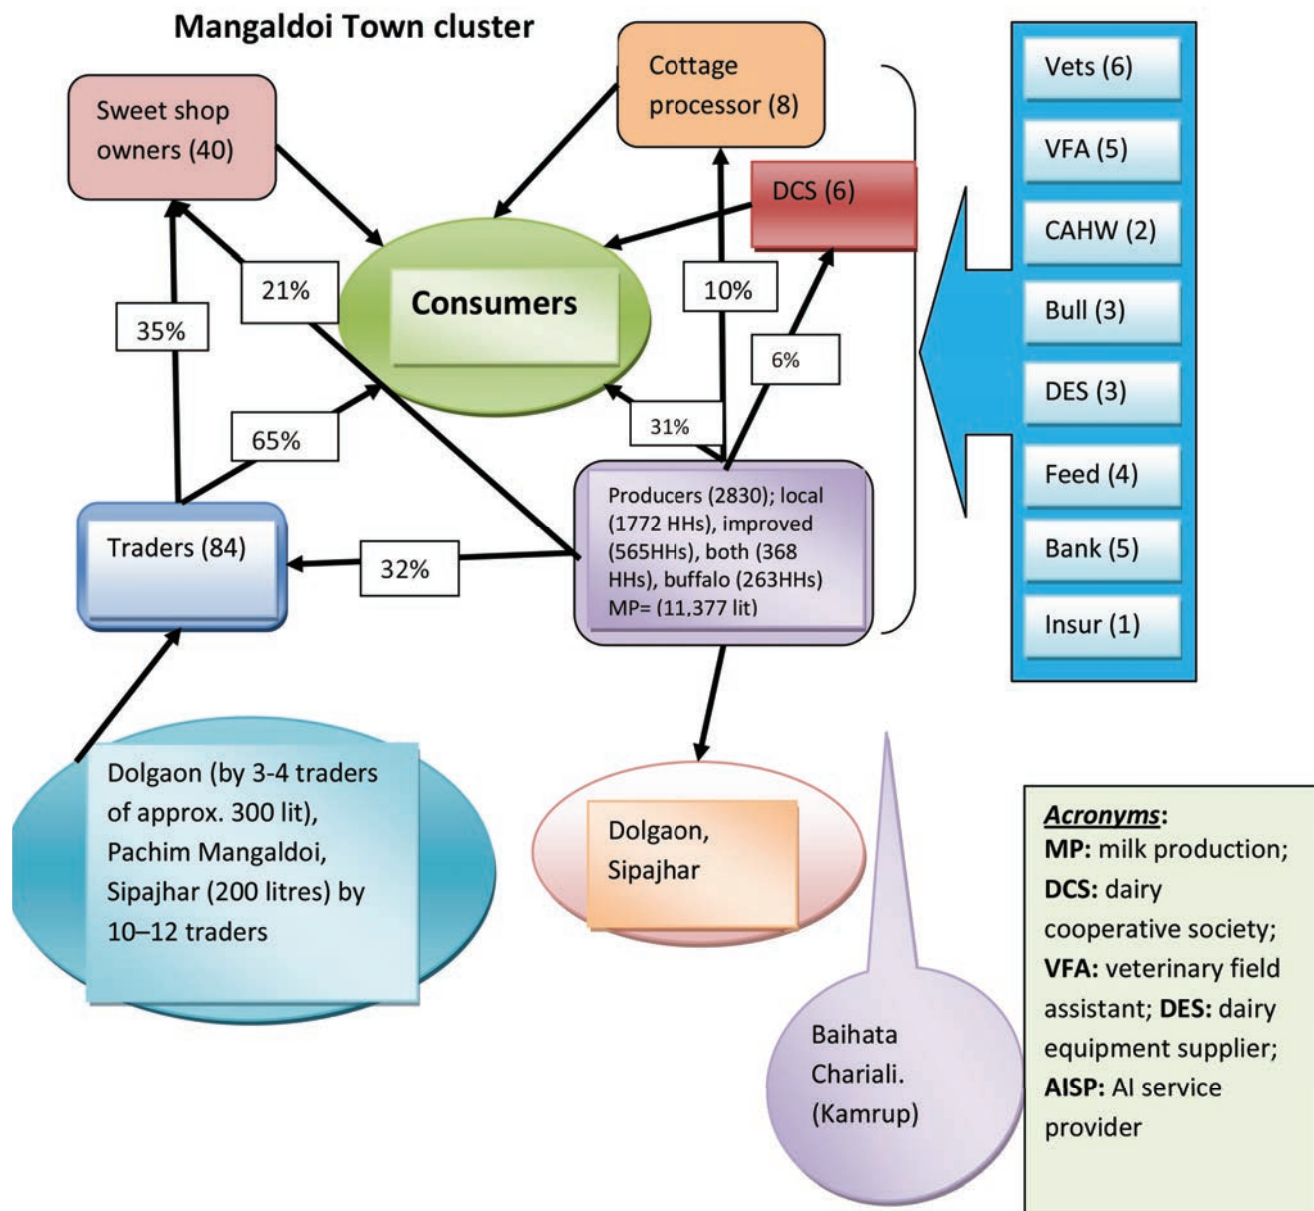 Mangaldoi Town cluster
Sweet shop
owners (40)
Cottage
processor (8)
DCS (6)
Consumers
21%
10%
35%
6%
31%
65%
32%
Traders (84)
Producers (2830); local
(1772 HHs), improved
(565HHs), both (368
HHs), buffalo (263HHs)
MP= (11,377 lit)
Dolgaon (by 3-4 traders
of approx. 300 lit),
Pachim Mangaldoi,
Sipajhar (200 litres) by
10–12 traders
Dolgaon,
Sipajhar
Baihata
Chariali.
(Kamrup)
Vets (6)
VFA (5)
CAHW (2)
Bull (3)
DES (3)
Feed (4)
Bank (5)
Insur (1)
Acronyms:
MP: milk production;
DCS: dairy
cooperative society;
VFA: veterinary field
assistant; DES: dairy
equipment supplier;
AISP: AI service
provider